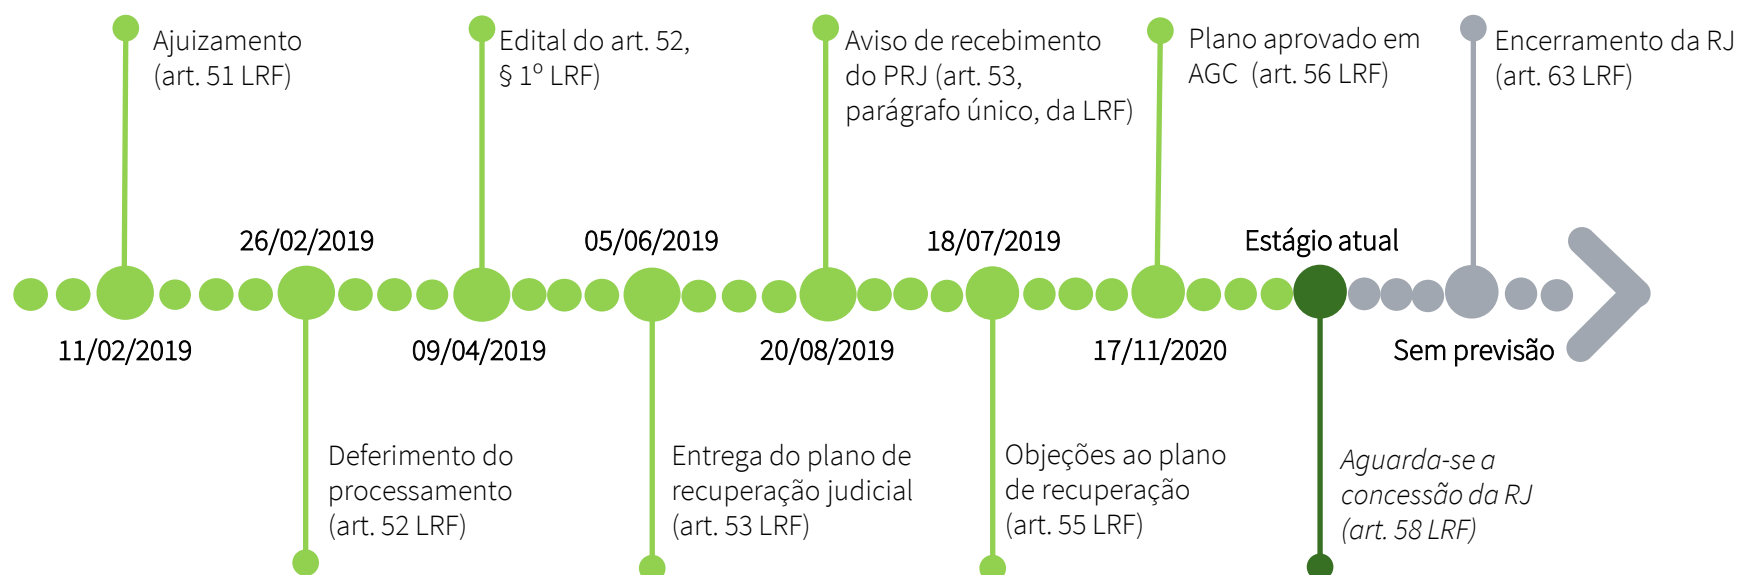 Ajuizamento
(art. 51 LRF)
Edital do art. 52,
§ 1º LRF)
Aviso de recebimento
do PRJ (art. 53,
parágrafo único, da LRF)
Plano aprovado em
AGC (art. 56 LRF)
Encerramento da RJ
(art. 63 LRF)
26/02/2019
05/06/2019
18/07/2019
Estágio atual
11/02/2019
09/04/2019
20/08/2019
17/11/2020
Sem previsão
Deferimento do
processamento
(art. 52 LRF)
Entrega do plano de
recuperação judicial
(art. 53 LRF)
Objeções ao plano
de recuperação
(art. 55 LRF)
Aguarda-se a
concessão da RJ
(art. 58 LRF)